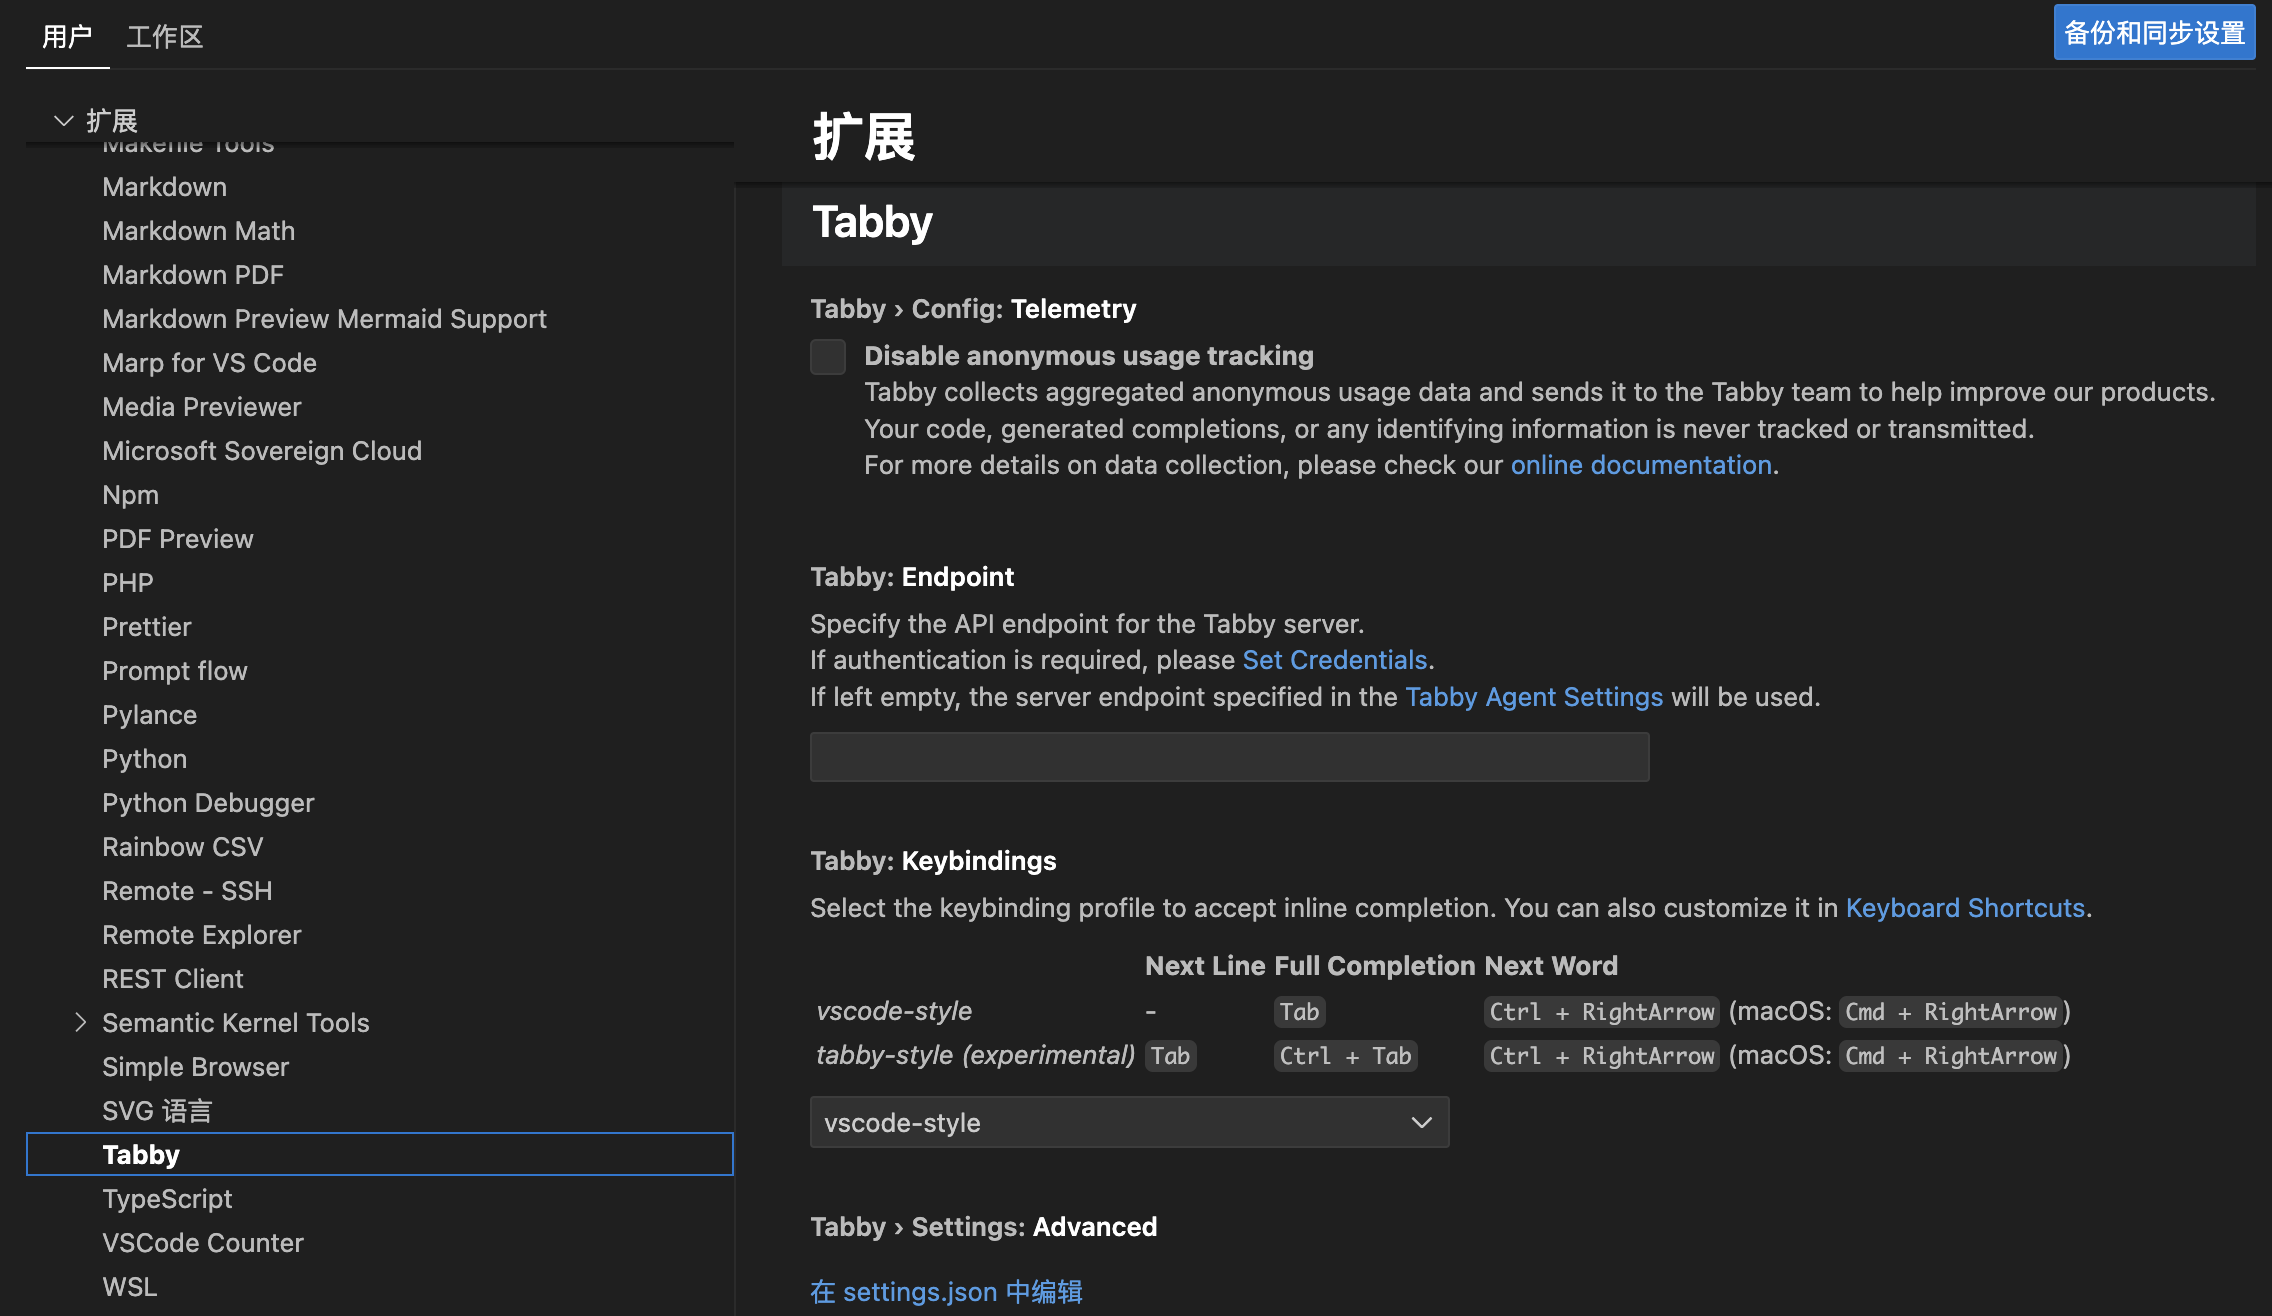 用户 工作区
备份和同步设置
扩展
Makefile Tools
Markdown
Markdown Math
Markdown PDF
Markdown Preview Mermaid Support
Marp for VS Code
Media Previewer
Microsoft Sovereign Cloud
Npm
PDF Preview
PHP
Prettier
Prompt flow
Pylance
Python
Python Debugger
Rainbow CSV
Remote - SSH
Remote Explorer
REST Client
Semantic Kernel Tools
Simple Browser
SVG 语言
Tabby
TypeScript
VSCode Counter
WSL
扩展
Tabby
Tabby › Config: Telemetry
Disable anonymous usage tracking
Tabby collects aggregated anonymous usage data and sends it to the Tabby team to help improve our products.
Your code, generated completions, or any identifying information is never tracked or transmitted.
For more details on data collection, please check our online documentation.
Tabby: Endpoint
Specify the API endpoint for the Tabby server.
If authentication is required, please Set Credentials.
If left empty, the server endpoint specified in the Tabby Agent Settings will be used.
Tabby: Keybindings
Select the keybinding profile to accept inline completion. You can also customize it in Keyboard Shortcuts.
Next Line Full Completion Next Word
vscode-style - Tab Ctrl + RightArrow (macOS: Cmd + RightArrow)
tabby-style (experimental) Tab Ctrl + Tab Ctrl + RightArrow (macOS: Cmd + RightArrow)
vscode-style
Tabby › Settings: Advanced
在 settings.json 中编辑